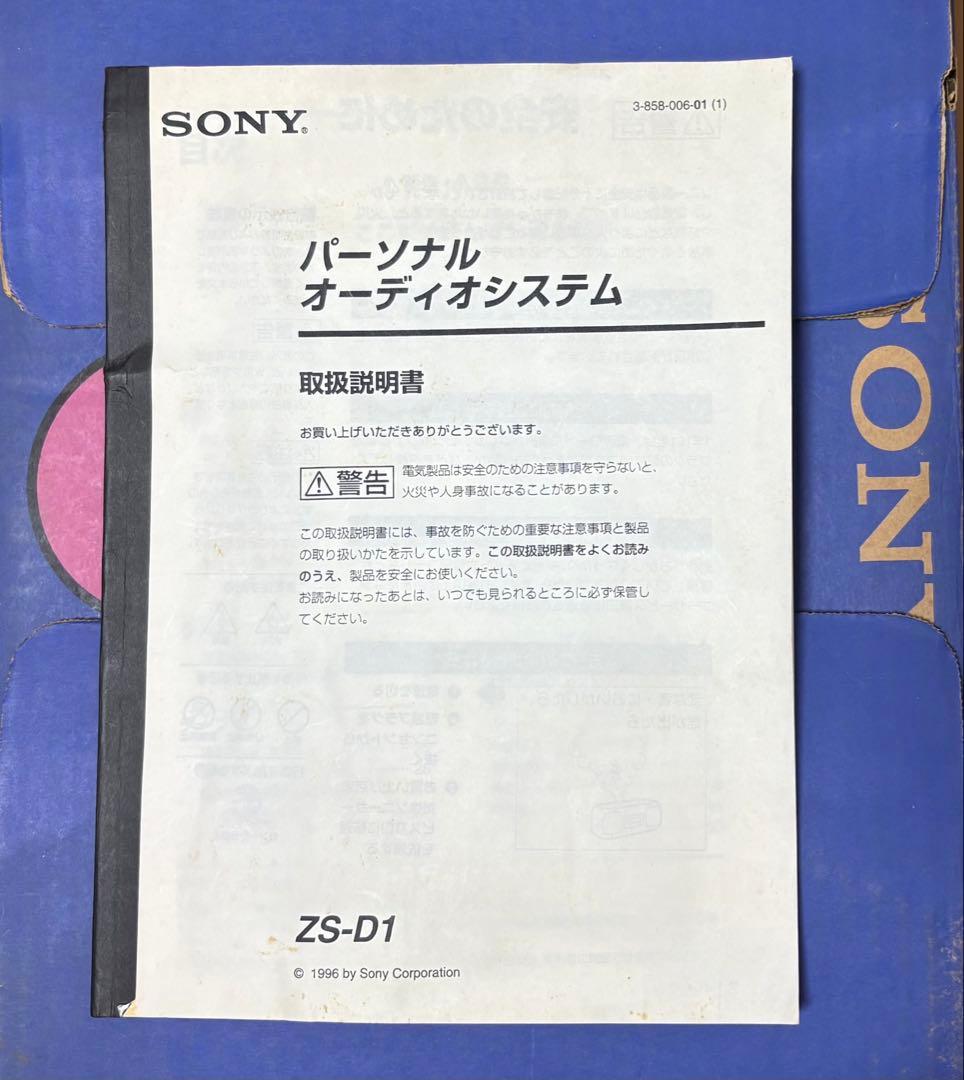 SONY®
3-858-006-01 (1)
パーソナル
オーディオシステム
取扱説明書
お買い上げいただきありがとうございます。
警告
電気製品は安全のための注意事項を守らないと、
火災や人身事故になることがあります。
この取扱説明書には、事故を防ぐための重要な注意事項と製品
の取り扱いかたを示しています。この取扱説明書をよくお読み
のうえ、製品を安全にお使いください。
お読みになったあとは、いつでも見られるところに必ず保管し
てください。
ZS-D1
© 1996 by Sony Corporation
SONY